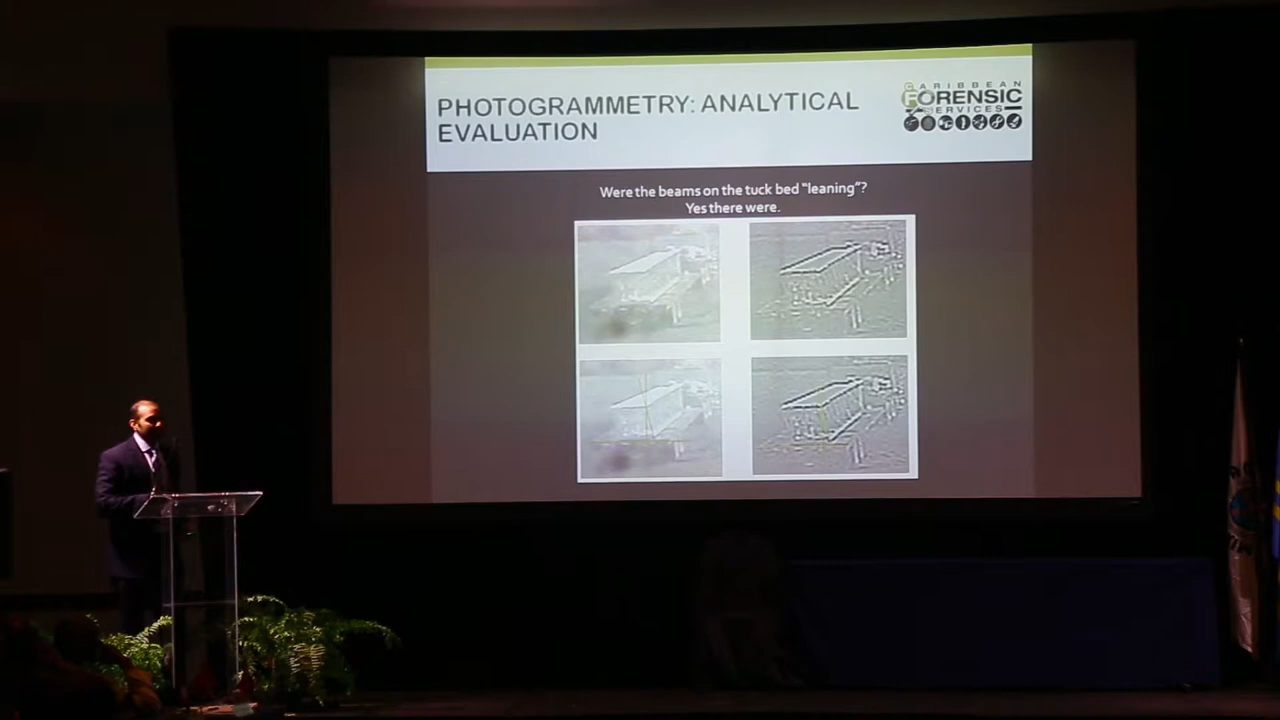 PHOTOGRAMMETRY: ANALYTICAL
EVALUATION
CARIBBEAN
FORENSIC
SERVICES
Were the beams on the tuck bed “leaning”?
Yes there were.